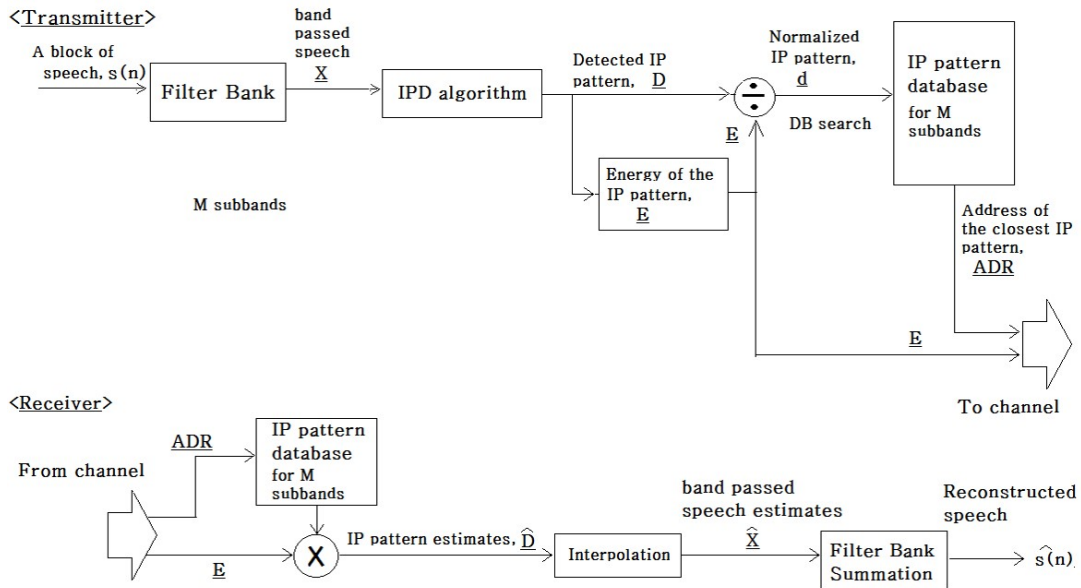 <Transmitter>
A block of
speech, s(n)
Filter Bank
band
passed
speech
X
IPD algorithm
Detected IP
pattern, D
÷
Normalized
IP pattern,
d
DB search
IP pattern
database
for M
subbands
E
Energy of the
IP pattern,
E
M subbands
Address of
the closest IP
pattern,
ADR
E
To channel
<Receiver>
From channel
ADR
IP pattern
database
for M
subbands
E
X
IP pattern estimates, D̂
Interpolation
band passed
speech estimates
X̂
Filter Bank
Summation
Reconstructed
speech
ŝ(n),